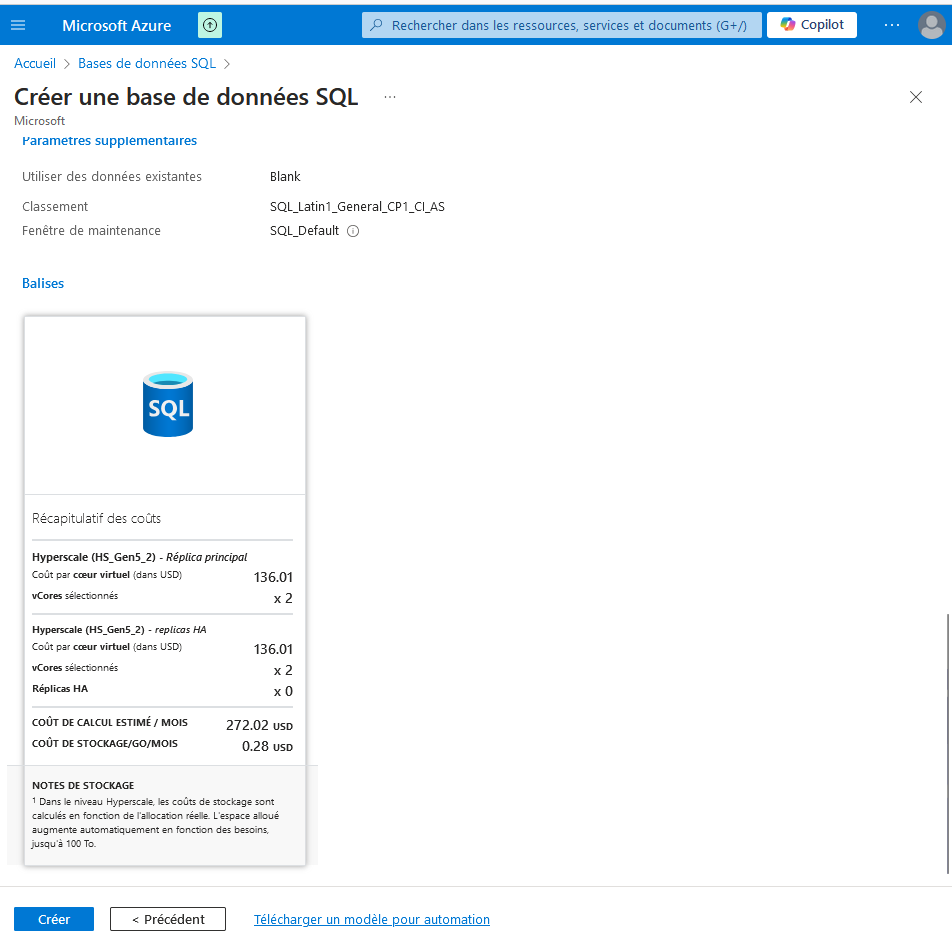 Microsoft Azure
Rechercher dans les ressources, services et documents (G+/)
Copilot
Accueil > Bases de données SQL >
Créer une base de données SQL
Microsoft
Paramètres supplémentaires
Utiliser des données existantes Blank
Classement SQL_Latin1_General_CP1_CI_AS
Fenêtre de maintenance SQL_Default
Balises
SQL
Récapitulatif des coûts
Hyperscale (HS_Gen5_2) - Réplica principal
Coût par cœur virtuel (dans USD) 136.01
vCores sélectionnés x 2
Hyperscale (HS_Gen5_2) - replicas HA
Coût par cœur virtuel (dans USD) 136.01
vCores sélectionnés x 2
Réplicas HA x 0
COÛT DE CALCUL ESTIMÉ / MOIS 272.02 USD
COÛT DE STOCKAGE/GO/MOIS 0.28 USD
NOTES DE STOCKAGE
¹ Dans le niveau Hyperscale, les coûts de stockage sont
calculés en fonction de l'allocation réelle. L'espace alloué
augmente automatiquement en fonction des besoins,
jusqu'à 100 To.
Créer
< Précédent
Télécharger un modèle pour automation